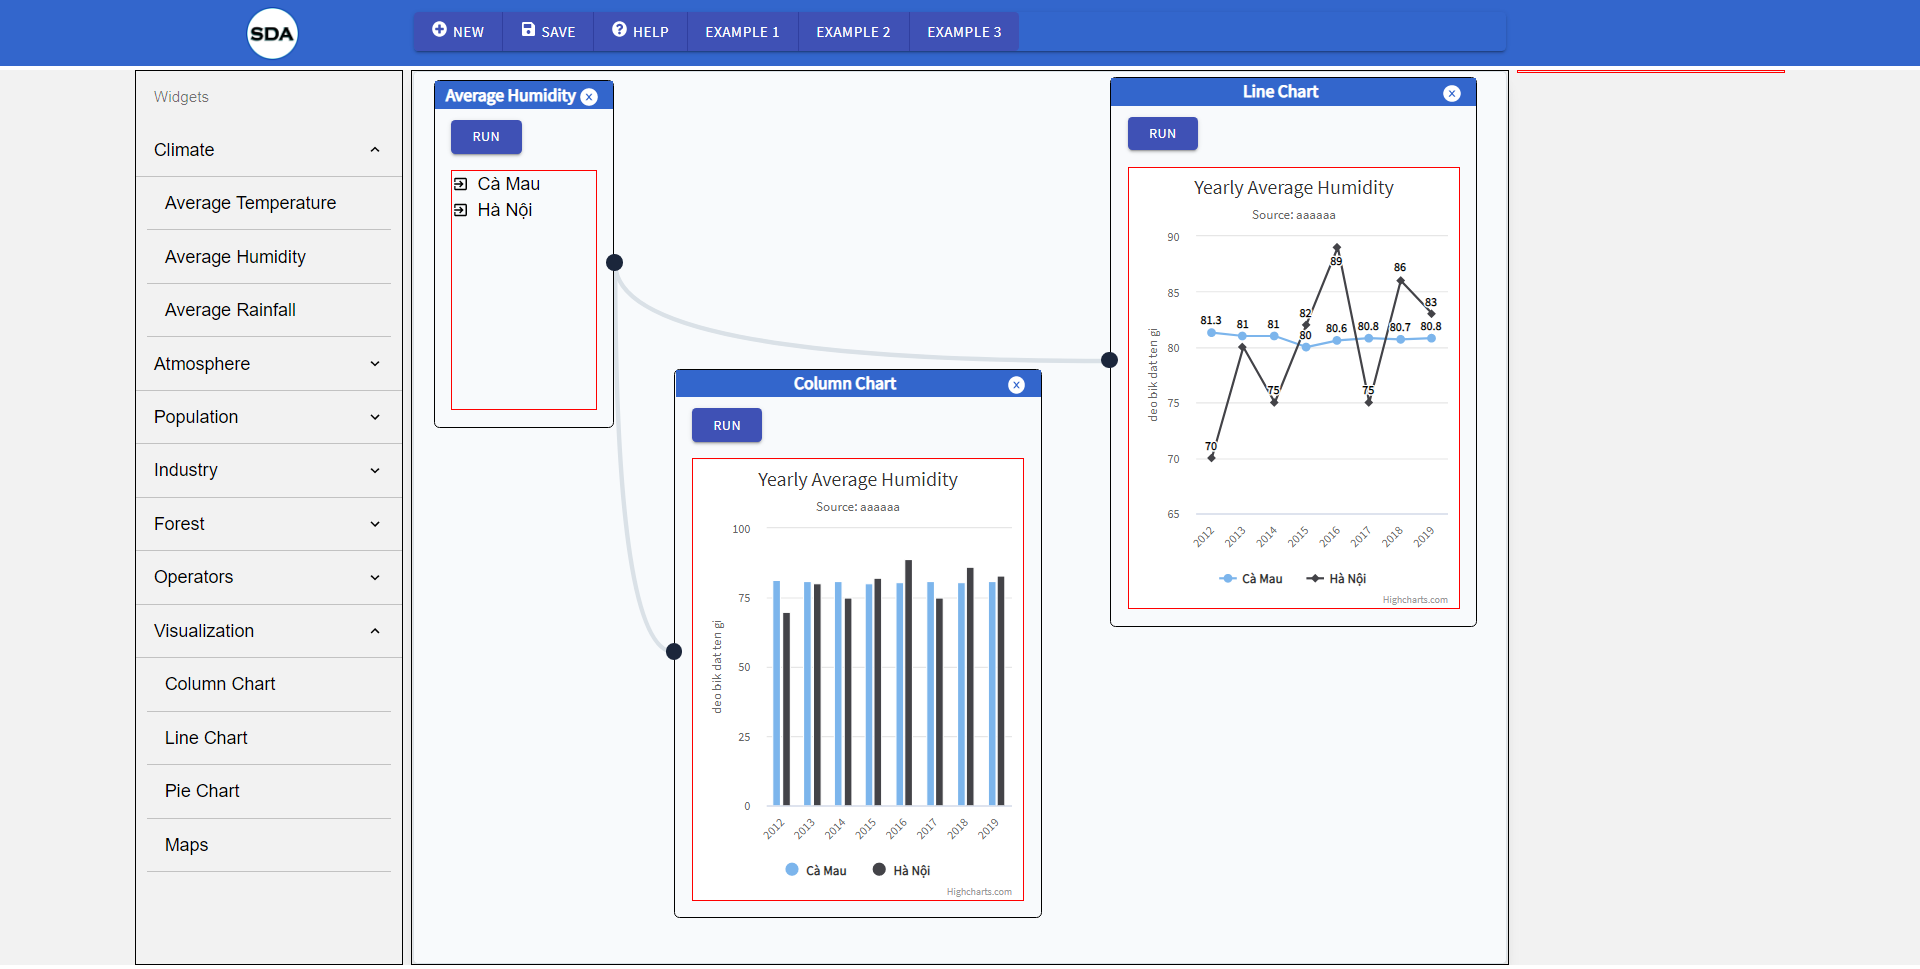 SDA
NEW
SAVE
HELP
EXAMPLE 1
EXAMPLE 2
EXAMPLE 3
Widgets
Climate
Average Temperature
Average Humidity
Average Rainfall
Atmosphere
Population
Industry
Forest
Operators
Visualization
Column Chart
Line Chart
Pie Chart
Maps
Average Humidity
RUN
Cà Mau
Hà Nội
Column Chart
RUN
Yearly Average Humidity
Source: aaaaaa
deo bik dat ten gi
100
75
50
25
0
2012 2013 2014 2015 2016 2017 2018 2019
Cà Mau Hà Nội
Highcharts.com
Line Chart
RUN
Yearly Average Humidity
Source: aaaaaa
deo bik dat ten gi
90
85
80
75
70
65
81.3 81 81 80 80.6 80.8 80.7 80.8
70 75 82 89 75 86 83
2012 2013 2014 2015 2016 2017 2018 2019
Cà Mau Hà Nội
Highcharts.com